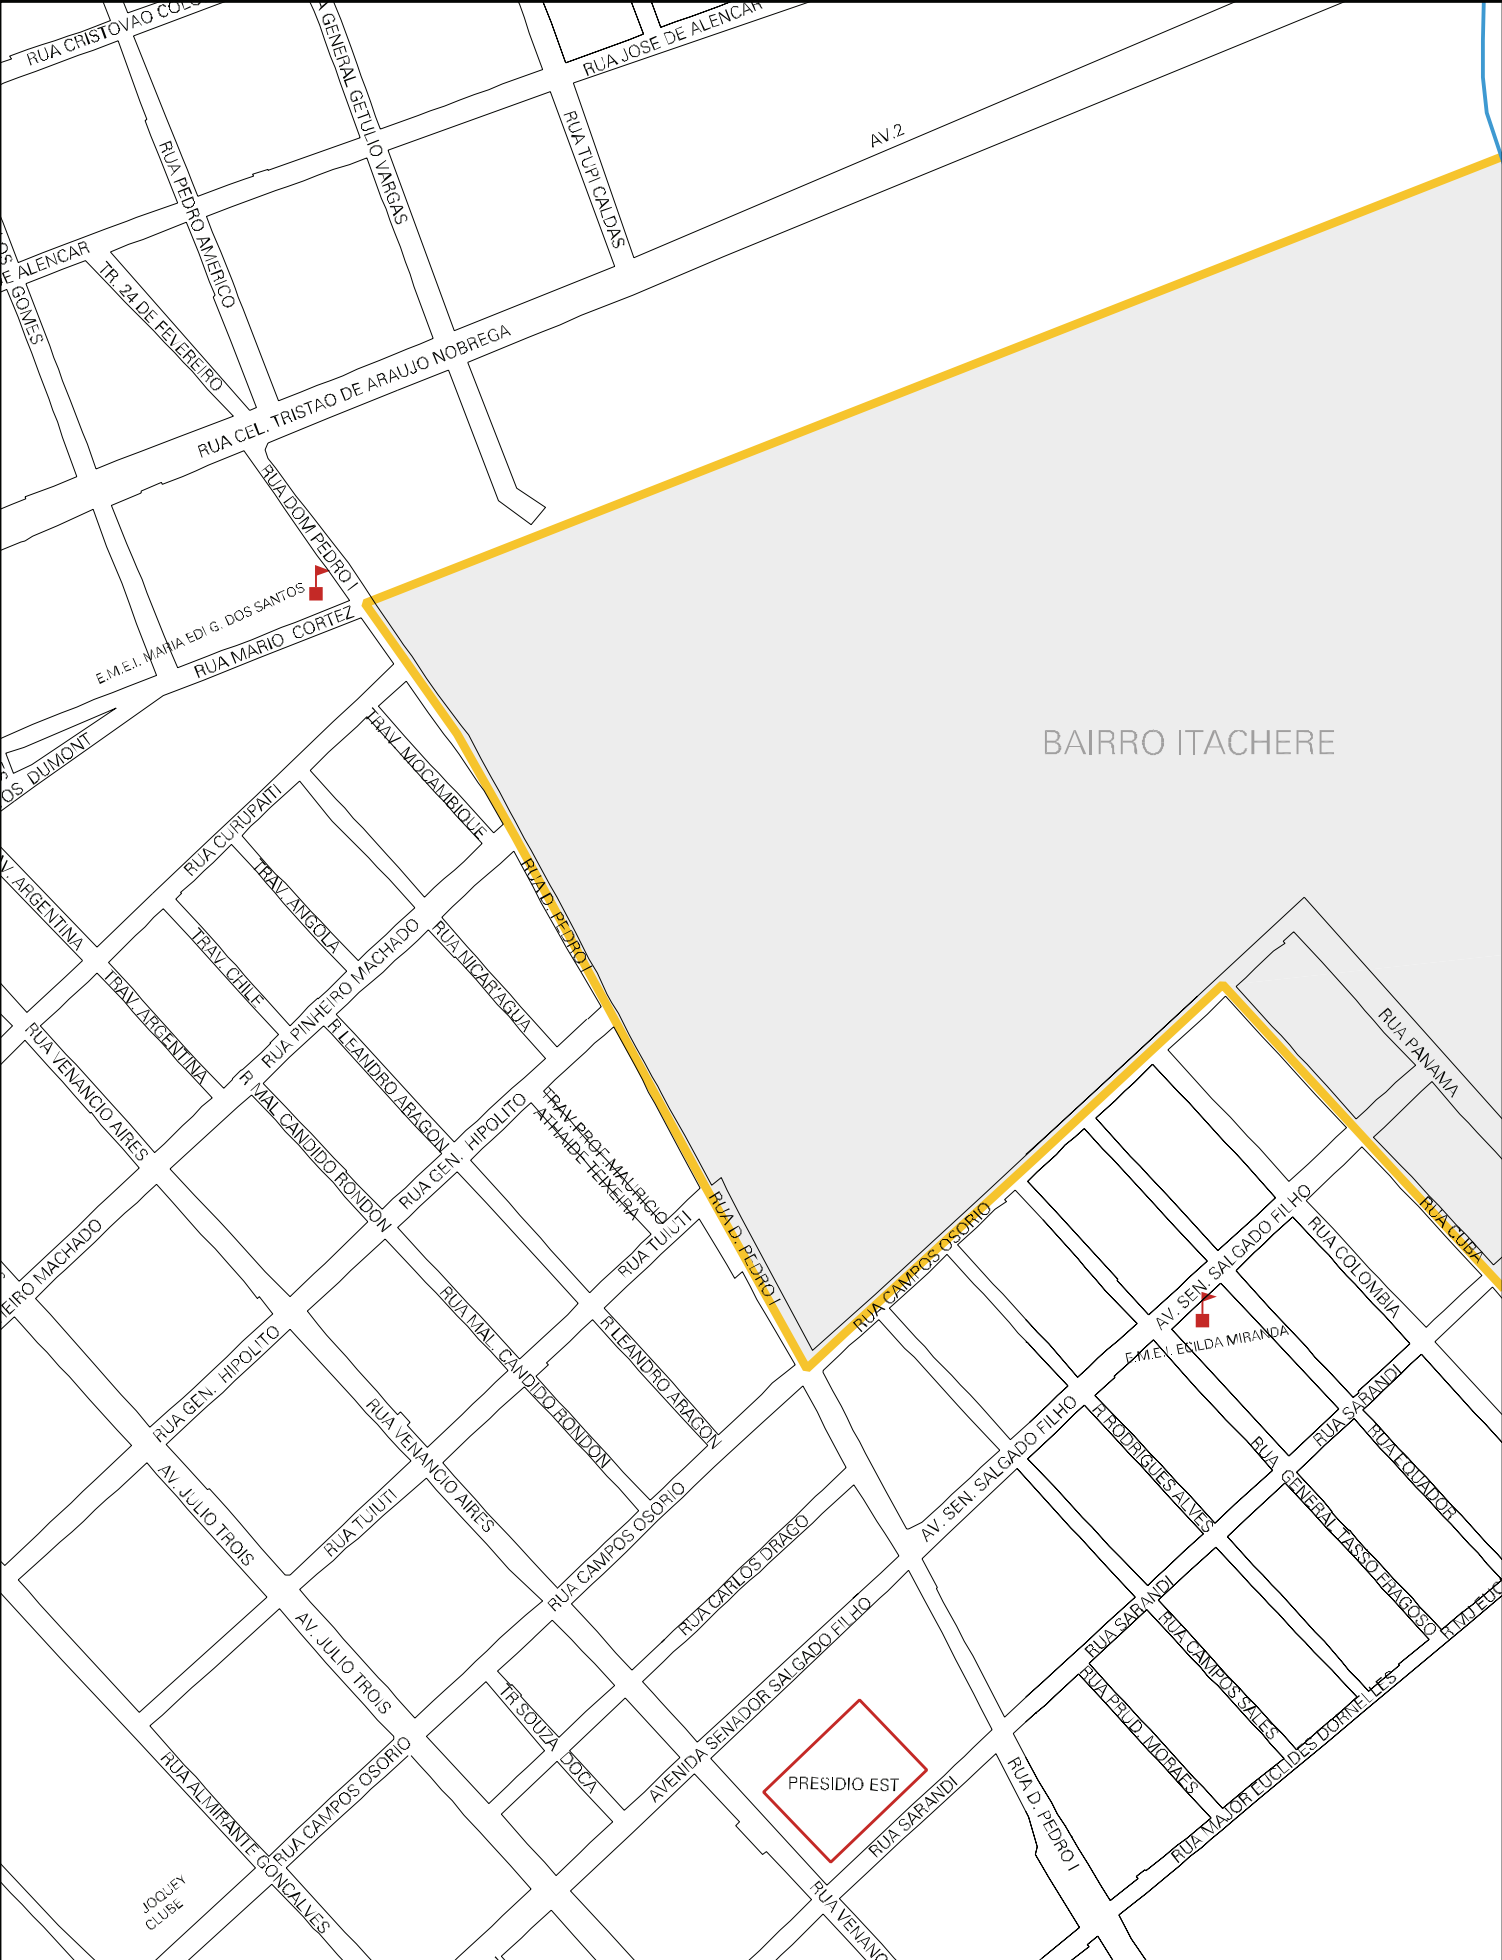 RUA CRISTOVAO COLO
GENERAL GETULIO VARGAS
RUA JOSE DE ALENCAR
RUA PEDRO AMERICO
RUA TUPI CALDAS
AV.2
E ALENCAR
GOMES
TR. 24 DE FEVEREIRO
RUA CEL. TRISTAO DE ARAUJO NOBREGA
RUA DOM PEDRO I
E.M.E.I. MARIA EDI G. DOS SANTOS
RUA MARIO CORTEZ
OS DUMONT
BAIRRO ITACHERE
TRAV. MOCAMBIQUE
RUA CURUPAITI
V. ARGENTINA
TRAV. ANGOLA
RUA D. PEDRO I
TRAV. CHILE
RUA PINHEIRO MACHADO
RUA NICARAGUA
TRAV. ARGENTINA
RUA VENANCIO AIRES
R LEANDRO ARAGON
R MAL CANDIDO RONDON
RUA GEN. HIPOLITO
TRAV.PROF.MAURICIO
ATHAIDE TEIXEIRA
RUA PANAMA
RUA TUIUTI
RUA D. PEDRO I
RUA CAMPOS OSORIO
AV. SEN. SALGADO FILHO
RUA COLOMBIA
RUA CUBA
EIRO MACHADO
RUA GEN. HIPOLITO
RUA MAL. CANDIDO RONDON
R LEANDRO ARAGON
E.M.E.I. ECILDA MIRANDA
RUA VENANCIO AIRES
AV. SEN. SALGADO FILHO
R RODRIGUES ALVES
RUA SARANDI
RUA EQUADOR
RUA GENERAL TASSO FRAGOSO
AV. JULIO TROIS
RUA TUIUTI
RUA CAMPOS OSORIO
RUA CARLOS DRAGO
AVENIDA SENADOR SALGADO FILHO
RUA SARANDI
RUA CAMPOS SALES
R MJ EUC
AV. JULIO TROIS
TR SOUZA DOCA
RUA PRUD. MORAES
RUA MAJOR EUCLIDES DORNELLES
PRESIDIO EST
RUA SARANDI
RUA D. PEDRO I
RUA ALMIRANTE GONCALVES
RUA CAMPOS OSORIO
JOQUEY
CLUBE
RUA VENANC